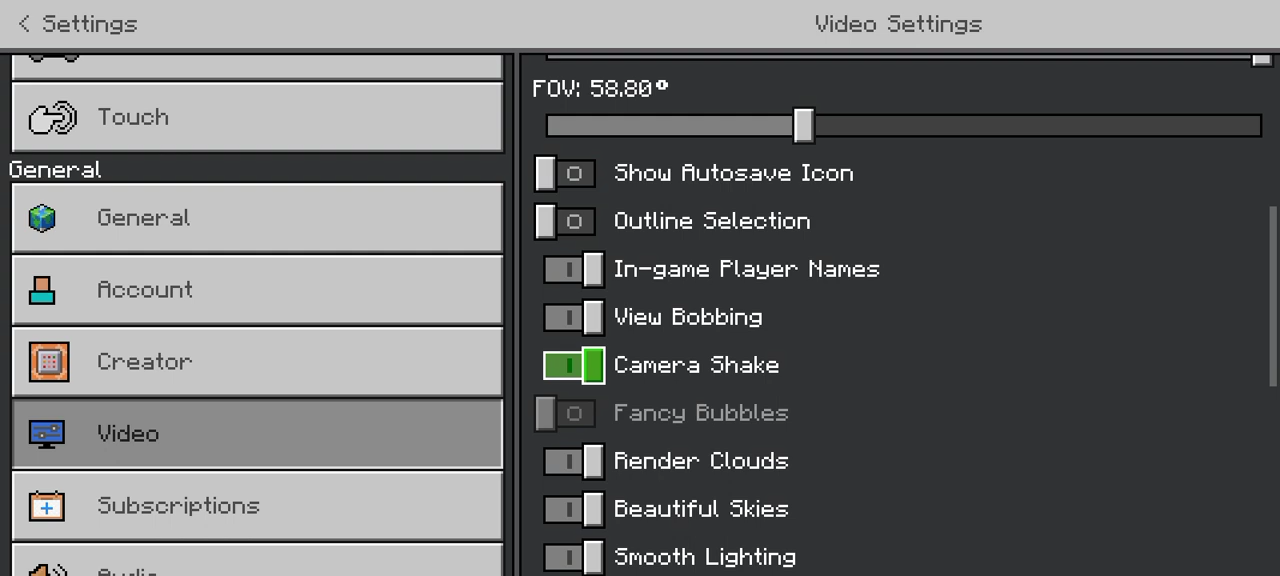 Settings
Video Settings
Touch
General
General
Account
Creator
Video
Subscriptions
Audio
FOV: 58.80°
Show Autosave Icon
Outline Selection
In-game Player Names
View Bobbing
Camera Shake
Fancy Bubbles
Render Clouds
Beautiful Skies
Smooth Lighting